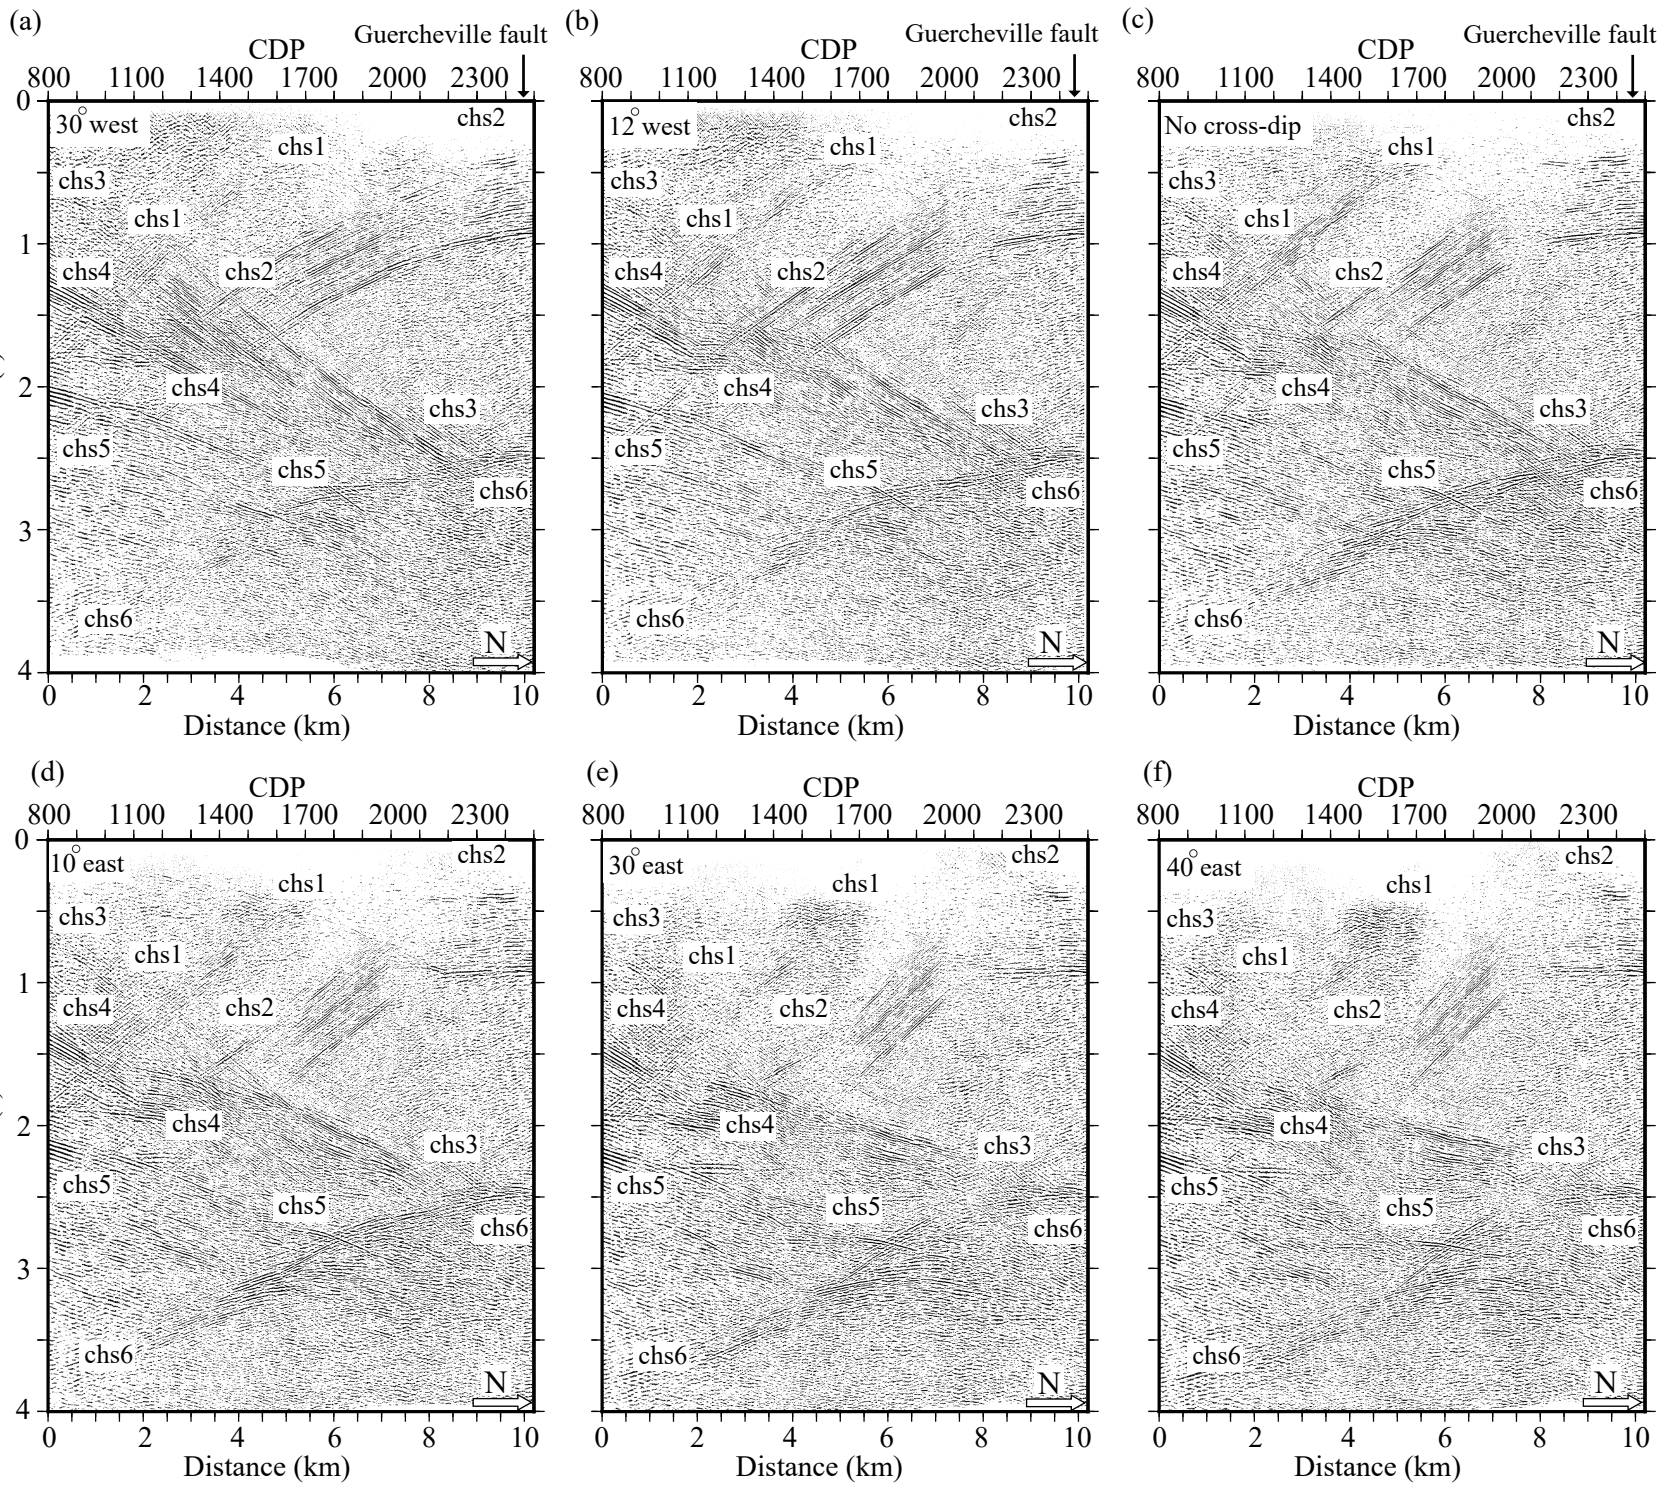 (a)
Guercheville fault
CDP
800 1100 1400 1700 2000 2300
0
1
2
3
4
30° west
chs2
chs1
chs3
chs1
chs4
chs2
chs4
chs3
chs5
chs5
chs6
chs6
N
0 2 4 6 8 10
Distance (km)
(b)
Guercheville fault
CDP
800 1100 1400 1700 2000 2300
12° west
chs2
chs1
chs3
chs1
chs4
chs2
chs4
chs3
chs5
chs5
chs6
chs6
N
0 2 4 6 8 10
Distance (km)
(c)
Guercheville fault
CDP
800 1100 1400 1700 2000 2300
No cross-dip
chs2
chs1
chs3
chs1
chs4
chs2
chs4
chs3
chs5
chs5
chs6
chs6
N
0 2 4 6 8 10
Distance (km)
(d)
CDP
800 1100 1400 1700 2000 2300
0
1
2
3
4
10° east
chs2
chs1
chs3
chs1
chs4
chs2
chs4
chs3
chs5
chs5
chs6
chs6
N
0 2 4 6 8 10
Distance (km)
(e)
CDP
800 1100 1400 1700 2000 2300
30° east
chs2
chs1
chs3
chs1
chs4
chs2
chs4
chs3
chs5
chs5
chs6
chs6
N
0 2 4 6 8 10
Distance (km)
(f)
CDP
800 1100 1400 1700 2000 2300
40° east
chs2
chs1
chs3
chs1
chs4
chs2
chs4
chs3
chs5
chs5
chs6
chs6
N
0 2 4 6 8 10
Distance (km)